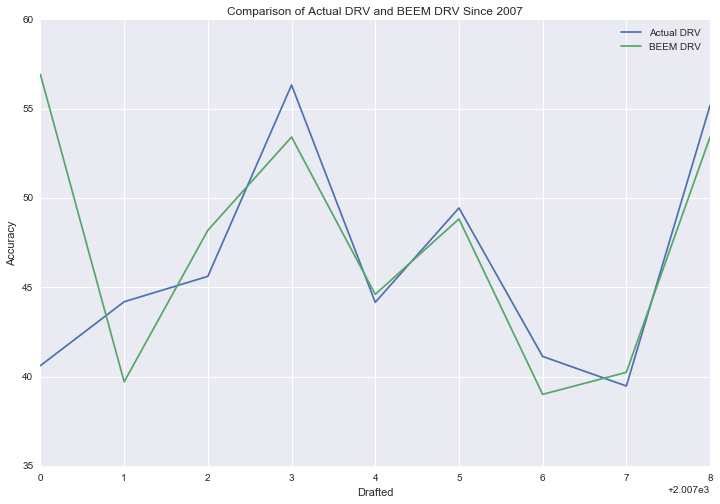 Comparison of Actual DRV and BEEM DRV Since 2007
Actual DRV
BEEM DRV
60
55
50
45
40
35
Accuracy
0 1 2 3 4 5 6 7 8
Drafted
+2.007e3